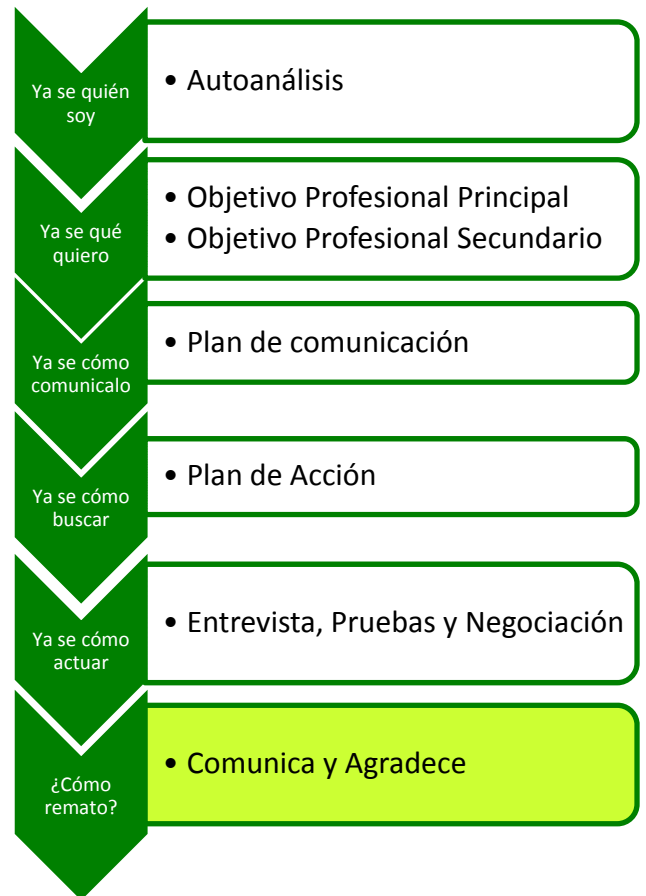 Ya se quién
soy
• Autoanálisis
Ya se qué
quiero
• Objetivo Profesional Principal
• Objetivo Profesional Secundario
Ya se cómo
comunicalo
• Plan de comunicación
Ya se cómo
buscar
• Plan de Acción
Ya se cómo
actuar
• Entrevista, Pruebas y Negociación
¿Cómo
remato?
• Comunica y Agradece